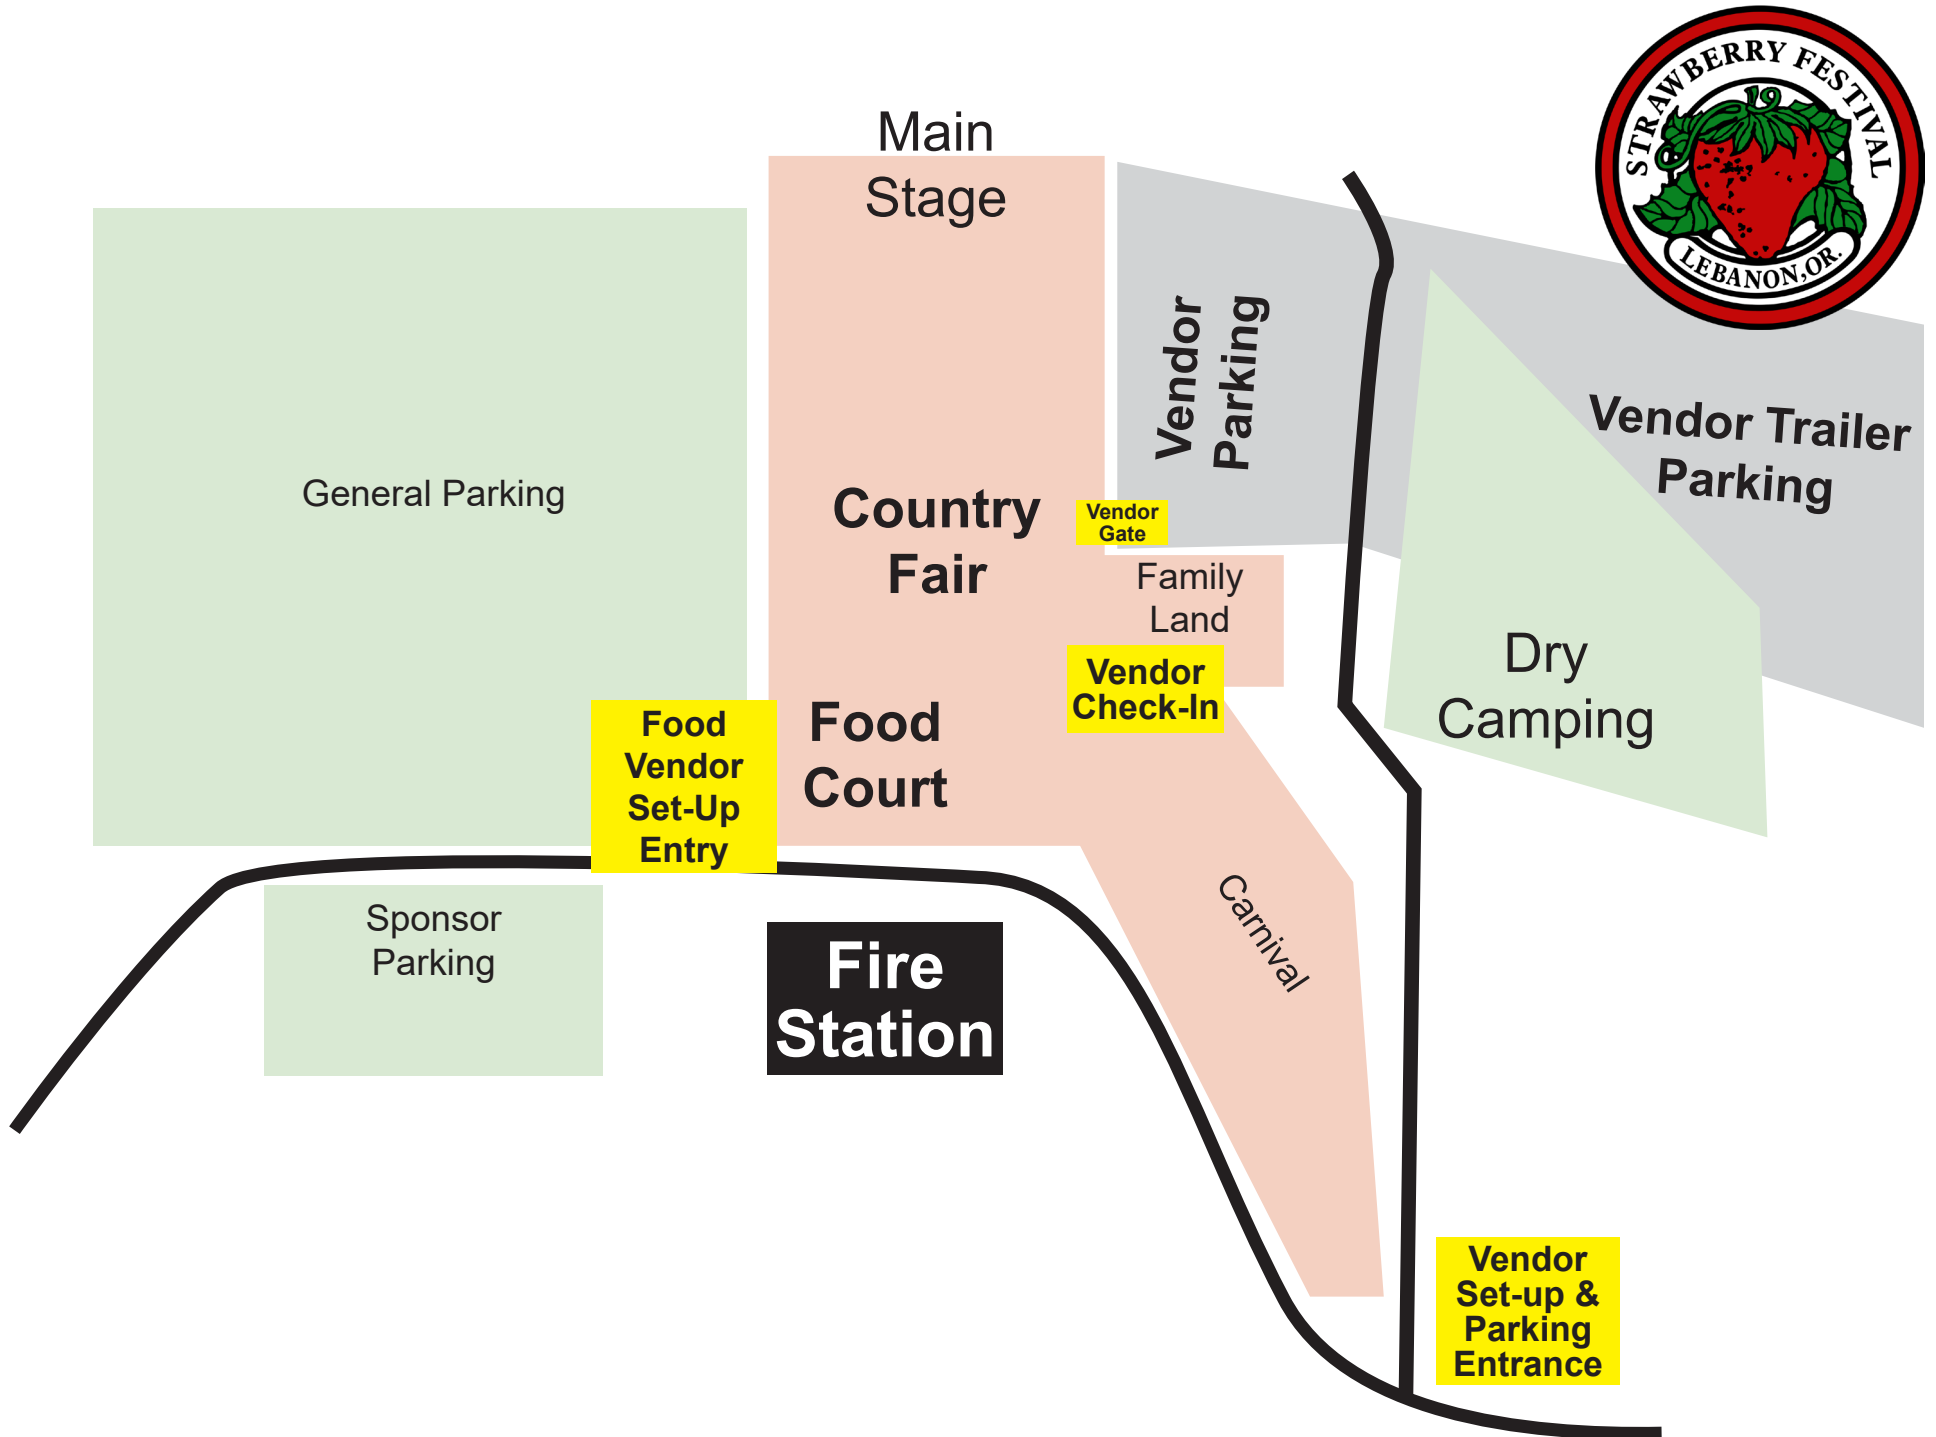 STRAWBERRY FESTIVAL
19
LEBANON, OR.
Main
Stage
Vendor
Parking
Vendor Trailer
Parking
General Parking
Country
Fair
Vendor
Gate
Family
Land
Vendor
Check-In
Dry
Camping
Food
Vendor
Set-Up
Entry
Food
Court
Sponsor
Parking
Fire
Station
Carnival
Vendor
Set-up &
Parking
Entrance